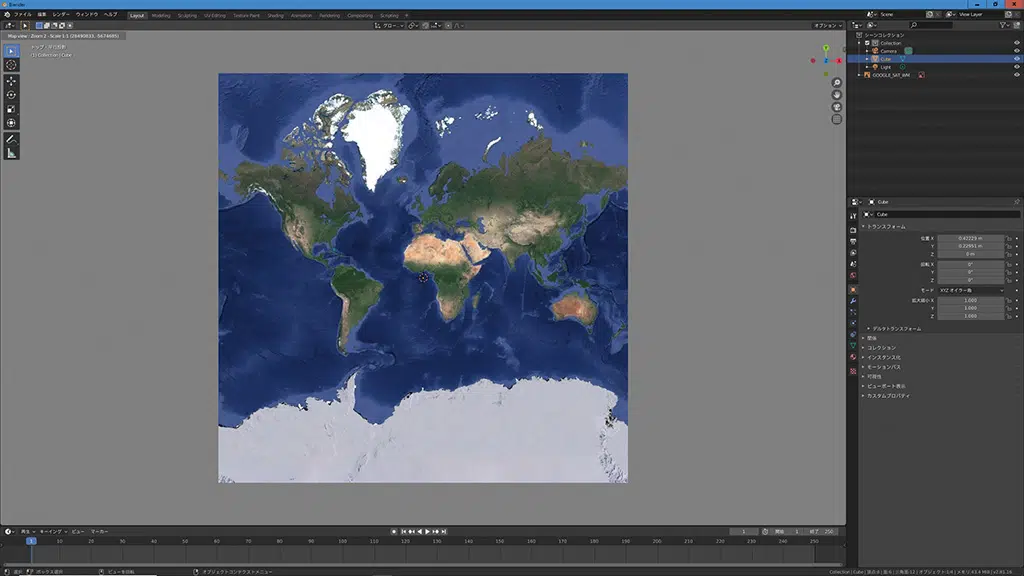 Blender
ファイル 編集 レンダー ウィンドウ ヘルプ Layout Modeling Sculpting UV Editing Texture Paint Shading Animation Rendering Compositing Scripting + Scene View Layer
グロー... オプション
Map view : Zoom 2
トップ・平行投影
(1) Collection | Cube
シーンコレクション
Collection
Camera
Cube
Light
GOOGLE_SAT_WM
Cube
Cube
トランスフォーム
位置 X 0.42229 m
Y 0.22951 m
Z 0 m
回転 X 0°
Y 0°
Z 0°
モード XYZ オイラー角
拡大縮小 X 1.000
Y 1.000
Z 1.000
デルタトランスフォーム
関係
コレクション
インスタンス化
モーションパス
可視性
ビューポート表示
カスタムプロパティ
再生 キーイング ビュー マーカー 1 開始 1 終了 250
1 10 20 30 40 50 60 70 80 90 100 110 120 130 140 150 160 170 180 190 200 210 220 230 240 250
選択 ボックス選択 ビューを回転 オブジェクトコンテクストメニュー